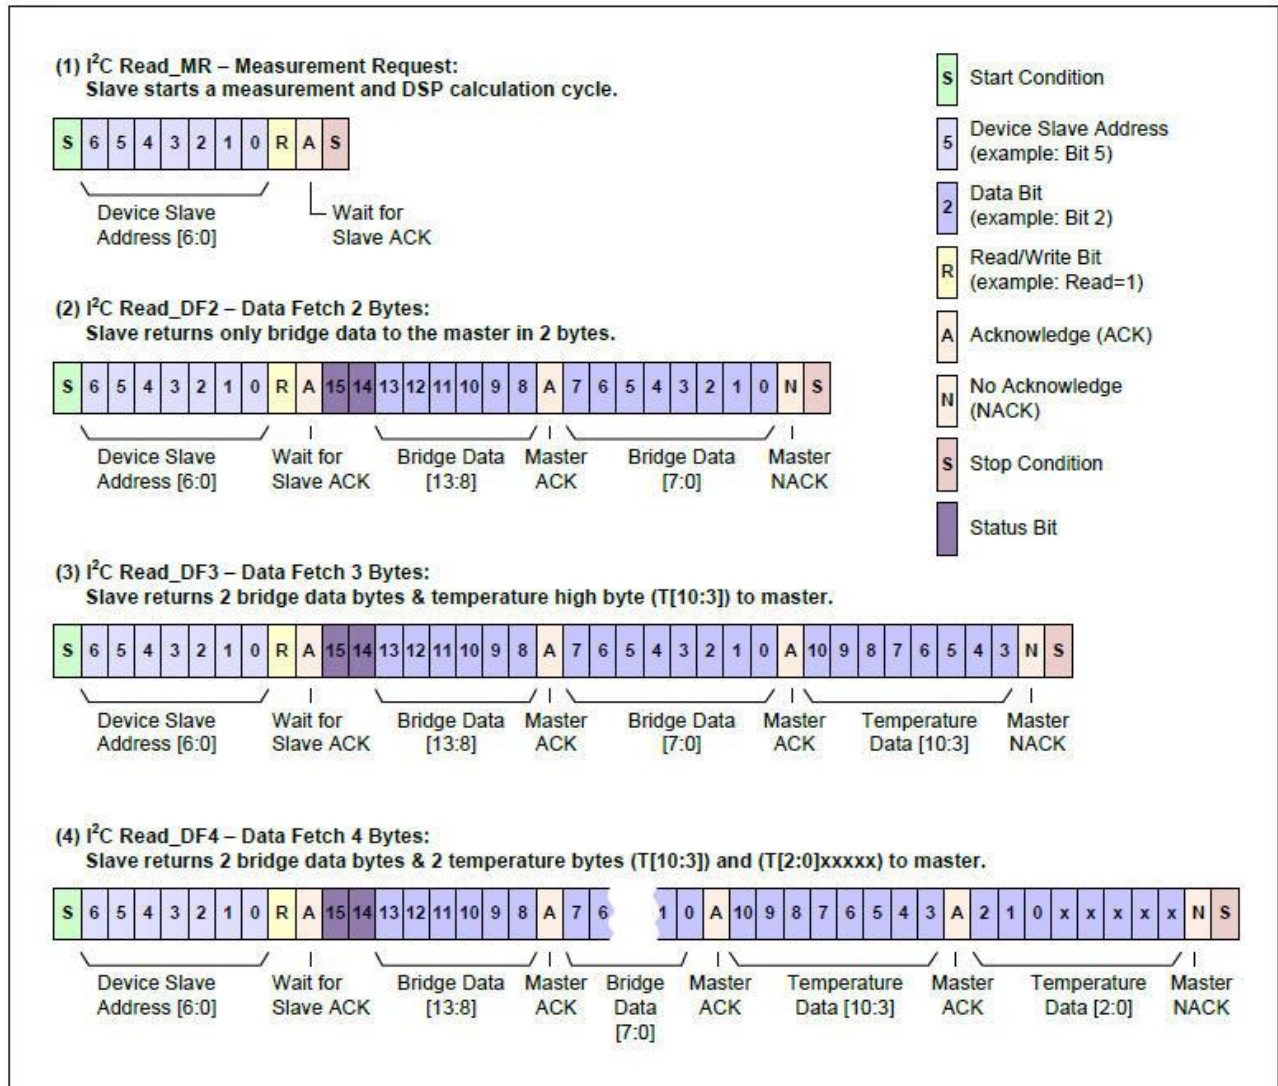 (1) I²C Read_MR – Measurement Request:
Slave starts a measurement and DSP calculation cycle.
S 6 5 4 3 2 1 0 R A S
Device Slave
Address [6:0]
Wait for
Slave ACK
(2) I²C Read_DF2 – Data Fetch 2 Bytes:
Slave returns only bridge data to the master in 2 bytes.
S 6 5 4 3 2 1 0 R A 15 14 13 12 11 10 9 8 A 7 6 5 4 3 2 1 0 N S
Device Slave
Address [6:0]
Wait for
Slave ACK
Bridge Data
[13:8]
Master
ACK
Bridge Data
[7:0]
Master
NACK
(3) I²C Read_DF3 – Data Fetch 3 Bytes:
Slave returns 2 bridge data bytes & temperature high byte (T[10:3]) to master.
S 6 5 4 3 2 1 0 R A 15 14 13 12 11 10 9 8 A 7 6 5 4 3 2 1 0 A 10 9 8 7 6 5 4 3 N S
Device Slave
Address [6:0]
Wait for
Slave ACK
Bridge Data
[13:8]
Master
ACK
Bridge Data
[7:0]
Master
ACK
Temperature
Data [10:3]
Master
NACK
(4) I²C Read_DF4 – Data Fetch 4 Bytes:
Slave returns 2 bridge data bytes & 2 temperature bytes (T[10:3]) and (T[2:0]xxxxx) to master.
S 6 5 4 3 2 1 0 R A 15 14 13 12 11 10 9 8 A 7 6 1 0 A 10 9 8 7 6 5 4 3 A 2 1 0 x x x x x N S
Device Slave
Address [6:0]
Wait for
Slave ACK
Bridge Data
[13:8]
Master
ACK
Bridge
Data
[7:0]
Master
ACK
Temperature
Data [10:3]
Master
ACK
Temperature
Data [2:0]
Master
NACK
S Start Condition
5 Device Slave Address
(example: Bit 5)
2 Data Bit
(example: Bit 2)
R Read/Write Bit
(example: Read=1)
A Acknowledge (ACK)
N No Acknowledge
(NACK)
S Stop Condition
Status Bit